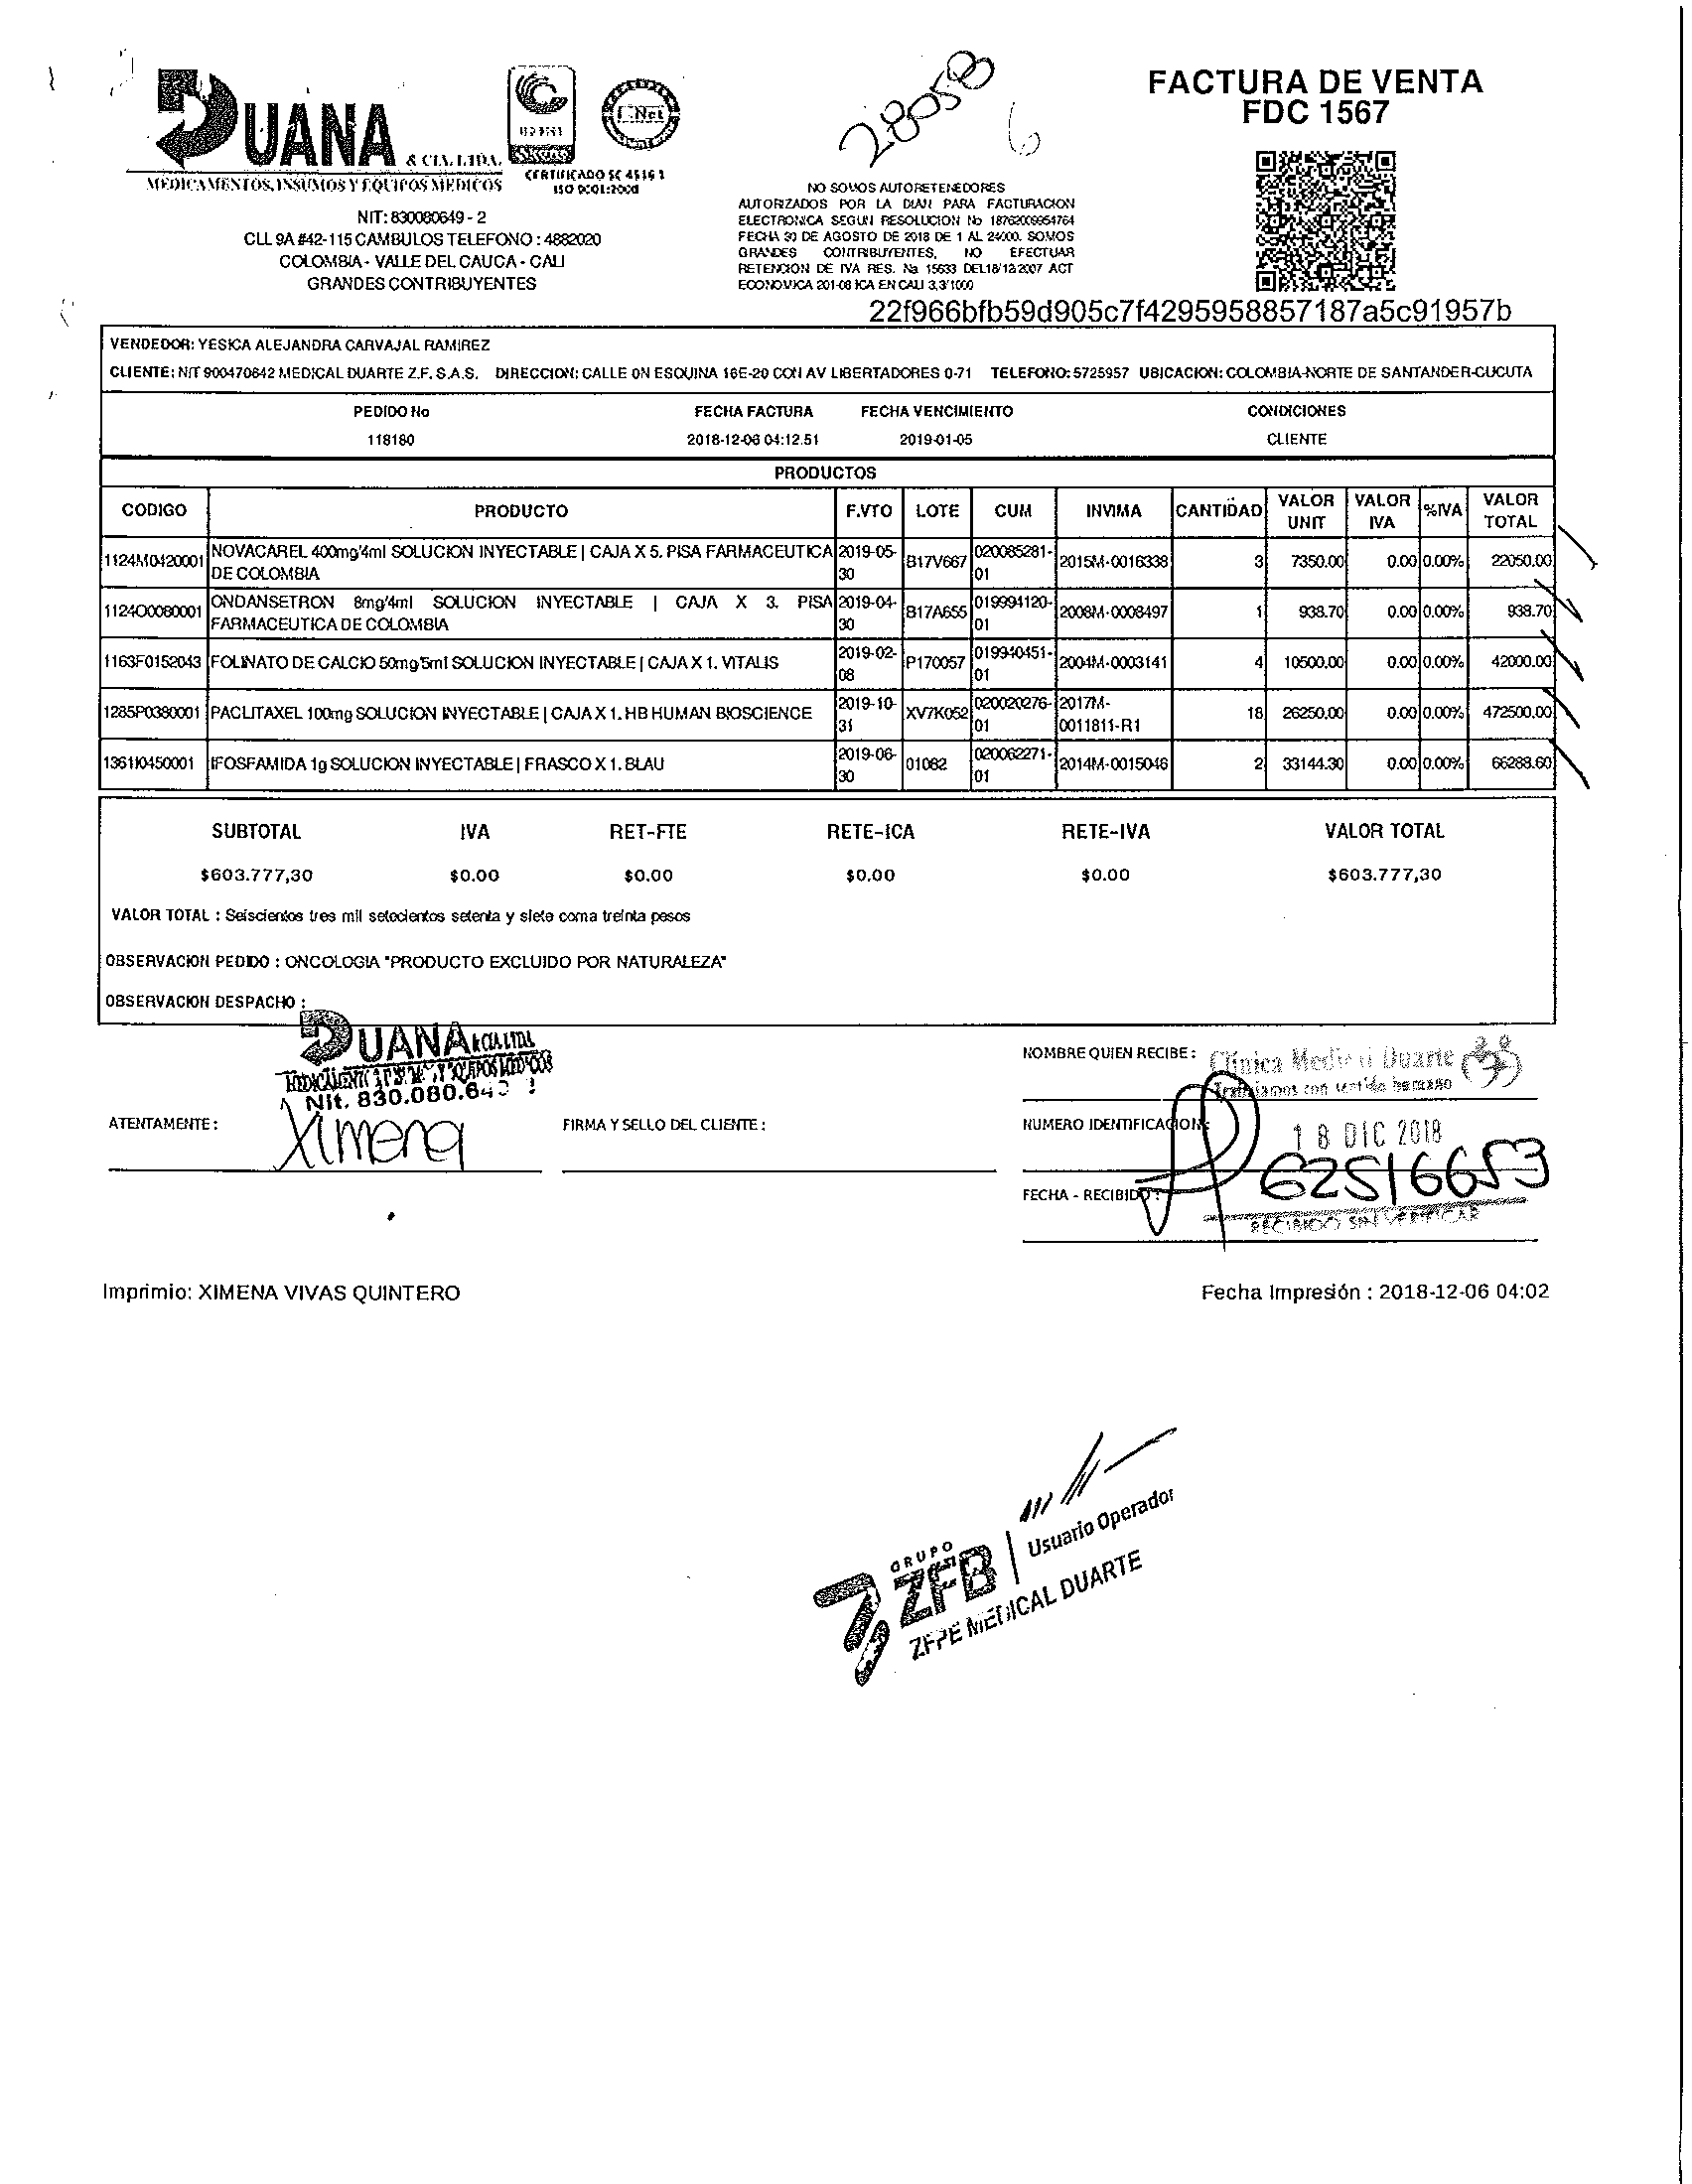 DUANA & CIA. LTDA.
MEDICAMENTOS, INSUMOS Y EQUIPOS MEDICOS
CERTIFICADO SC 4516 1
ISO 9001:2000
NIT: 830080649 - 2
CLL 9A #42-115 CAMBULOS TELEFONO : 4882020
COLOMBIA - VALLE DEL CAUCA - CALI
GRANDES CONTRIBUYENTES
28058
6
NO SOMOS AUTORETENEDORES
AUTORIZADOS POR LA DIAN PARA FACTURACION
ELECTRONICA SEGUN RESOLUCION No 18762009954764
FECHA 30 DE AGOSTO DE 2018 DE 1 AL 24000. SOMOS
GRANDES CONTRIBUYENTES, NO EFECTUAR
RETENCION DE IVA RES. No 15633 DEL18/12/2007 ACT
ECONOMICA 201-08 ICA EN CALI 3,3/1000
FACTURA DE VENTA
FDC 1567
22f966bfb59d905c7f4295958857187a5c91957b
VENDEDOR: YESICA ALEJANDRA CARVAJAL RAMIREZ
CLIENTE: NIT 900470642 MEDICAL DUARTE Z.F. S.A.S. DIRECCION: CALLE 0N ESQUINA 16E-20 CON AV LIBERTADORES 0-71 TELEFONO: 5725957 UBICACION: COLOMBIA-NORTE DE SANTANDER-CUCUTA
PEDIDO No FECHA FACTURA FECHA VENCIMIENTO CONDICIONES
118180 2018-12-06 04:12.51 2019-01-05 CLIENTE
PRODUCTOS
CODIGO PRODUCTO F.VTO LOTE CUM INVIMA CANTIDAD VALOR UNIT VALOR IVA %IVA VALOR TOTAL
1124M0420001 NOVACAREL 400mg/4ml SOLUCION INYECTABLE | CAJA X 5. PISA FARMACEUTICA DE COLOMBIA 2019-05-30 B17V667 020085281-01 2015M-0016338 3 7350.00 0.00 0.00% 22050.00
1124O0080001 ONDANSETRON 8mg/4ml SOLUCION INYECTABLE | CAJA X 3. PISA FARMACEUTICA DE COLOMBIA 2019-04-30 B17A655 019994120-01 2008M-0008497 1 938.70 0.00 0.00% 938.70
1163F0152043 FOLINATO DE CALCIO 50mg/5ml SOLUCION INYECTABLE | CAJA X 1. VITALIS 2019-02-08 P170057 019940451-01 2004M-0003141 4 10500.00 0.00 0.00% 42000.00
1285P0380001 PACLITAXEL 100mg SOLUCION INYECTABLE | CAJA X 1. HB HUMAN BIOSCIENCE 2019-10-31 XV7K052 020020276-01 2017M-0011811-R1 18 26250.00 0.00 0.00% 472500.00
1361I0450001 IFOSFAMIDA 1g SOLUCION INYECTABLE | FRASCO X 1. BLAU 2019-06-30 01082 020062271-01 2014M-0015046 2 33144.30 0.00 0.00% 66288.60
SUBTOTAL IVA RET-FTE RETE-ICA RETE-IVA VALOR TOTAL
$603.777,30 $0.00 $0.00 $0.00 $0.00 $603.777,30
VALOR TOTAL : Seiscientos tres mil setecientos setenta y siete coma treinta pesos
OBSERVACION PEDIDO : ONCOLOGIA "PRODUCTO EXCLUIDO POR NATURALEZA"
OBSERVACION DESPACHO :
DUANA & CIA LTDA
Nit. 830.080.649
ATENTAMENTE : Ximena
FIRMA Y SELLO DEL CLIENTE :
NOMBRE QUIEN RECIBE : Clínica Medical Duarte
Trabajamos con sentido humano
NUMERO IDENTIFICACION:
18 DIC 2018
62516653
FECHA - RECIBIDO :
RECIBIDO SIN VERIFICAR
Imprimio: XIMENA VIVAS QUINTERO
Fecha Impresión : 2018-12-06 04:02
GRUPO
ZFB | Usuario Operador
ZFPE MEDICAL DUARTE